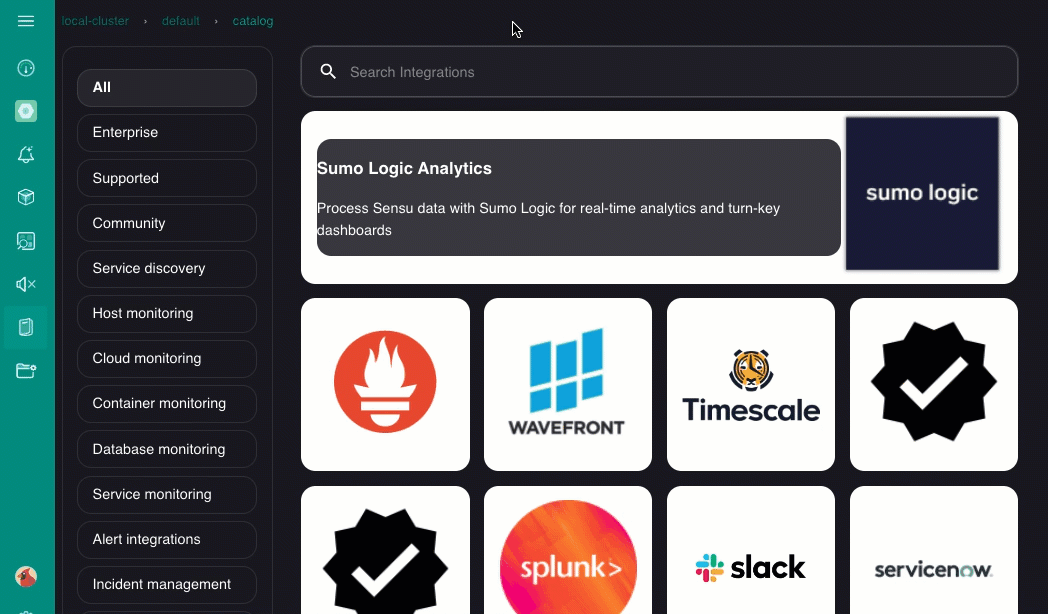 local-cluster › default › catalog
All
Enterprise
Supported
Community
Service discovery
Host monitoring
Cloud monitoring
Container monitoring
Database monitoring
Service monitoring
Alert integrations
Incident management
Search Integrations
Sumo Logic Analytics
Process Sensu data with Sumo Logic for real-time analytics and turn-key
dashboards
sumo logic
WAVEFRONT
Timescale
splunk>
slack
servicenow.